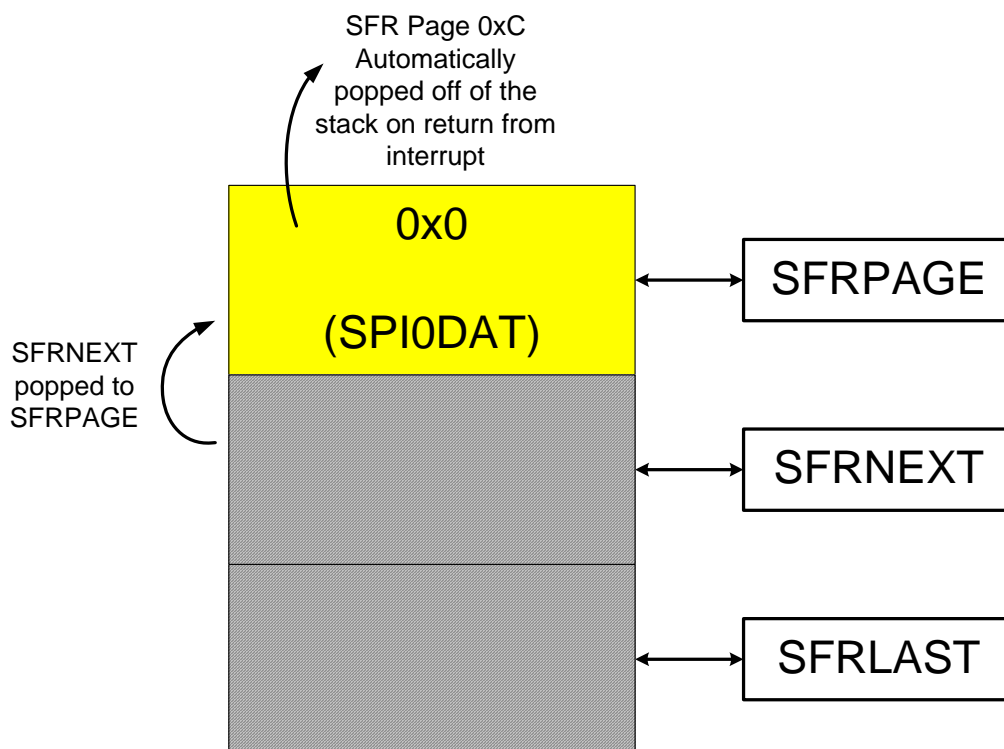 SFR Page 0xC
Automatically
popped off of the
stack on return from
interrupt
0x0
(SPI0DAT)
SFRPAGE
SFRNEXT
popped to
SFRPAGE
SFRNEXT
SFRLAST